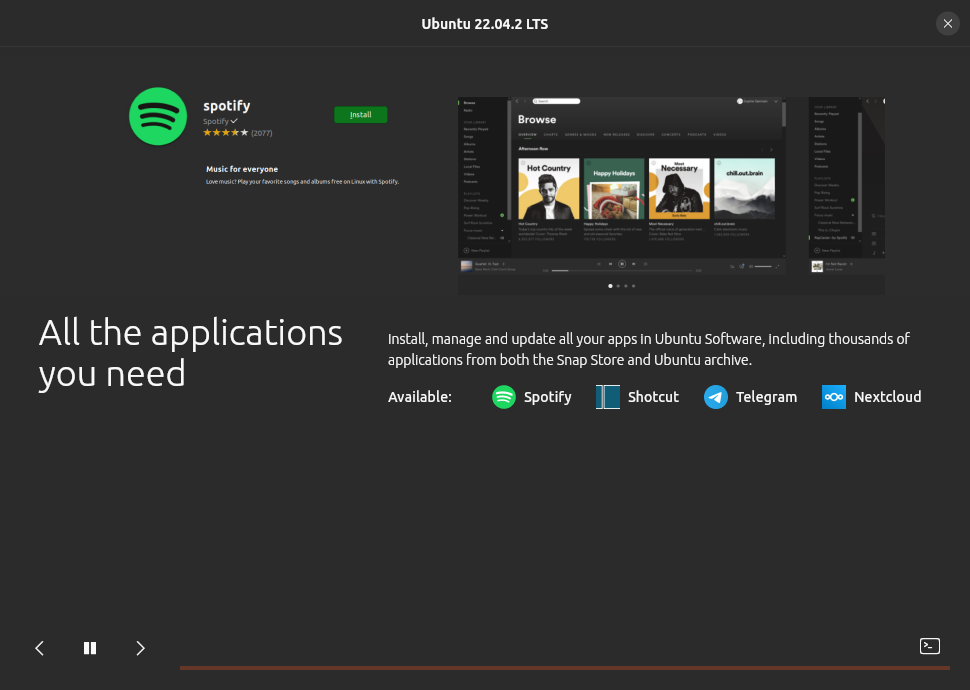 Ubuntu 22.04.2 LTS
spotify
Spotify
(2077)
Install
Music for everyone
Love music? Play your favorite songs and albums free on Linux with Spotify.
Browse
Hot Country
Happy Holidays
Most Necessary
chill.out.brain
All the applications
you need
Install, manage and update all your apps in Ubuntu Software, including thousands of
applications from both the Snap Store and Ubuntu archive.
Available: Spotify Shotcut Telegram Nextcloud